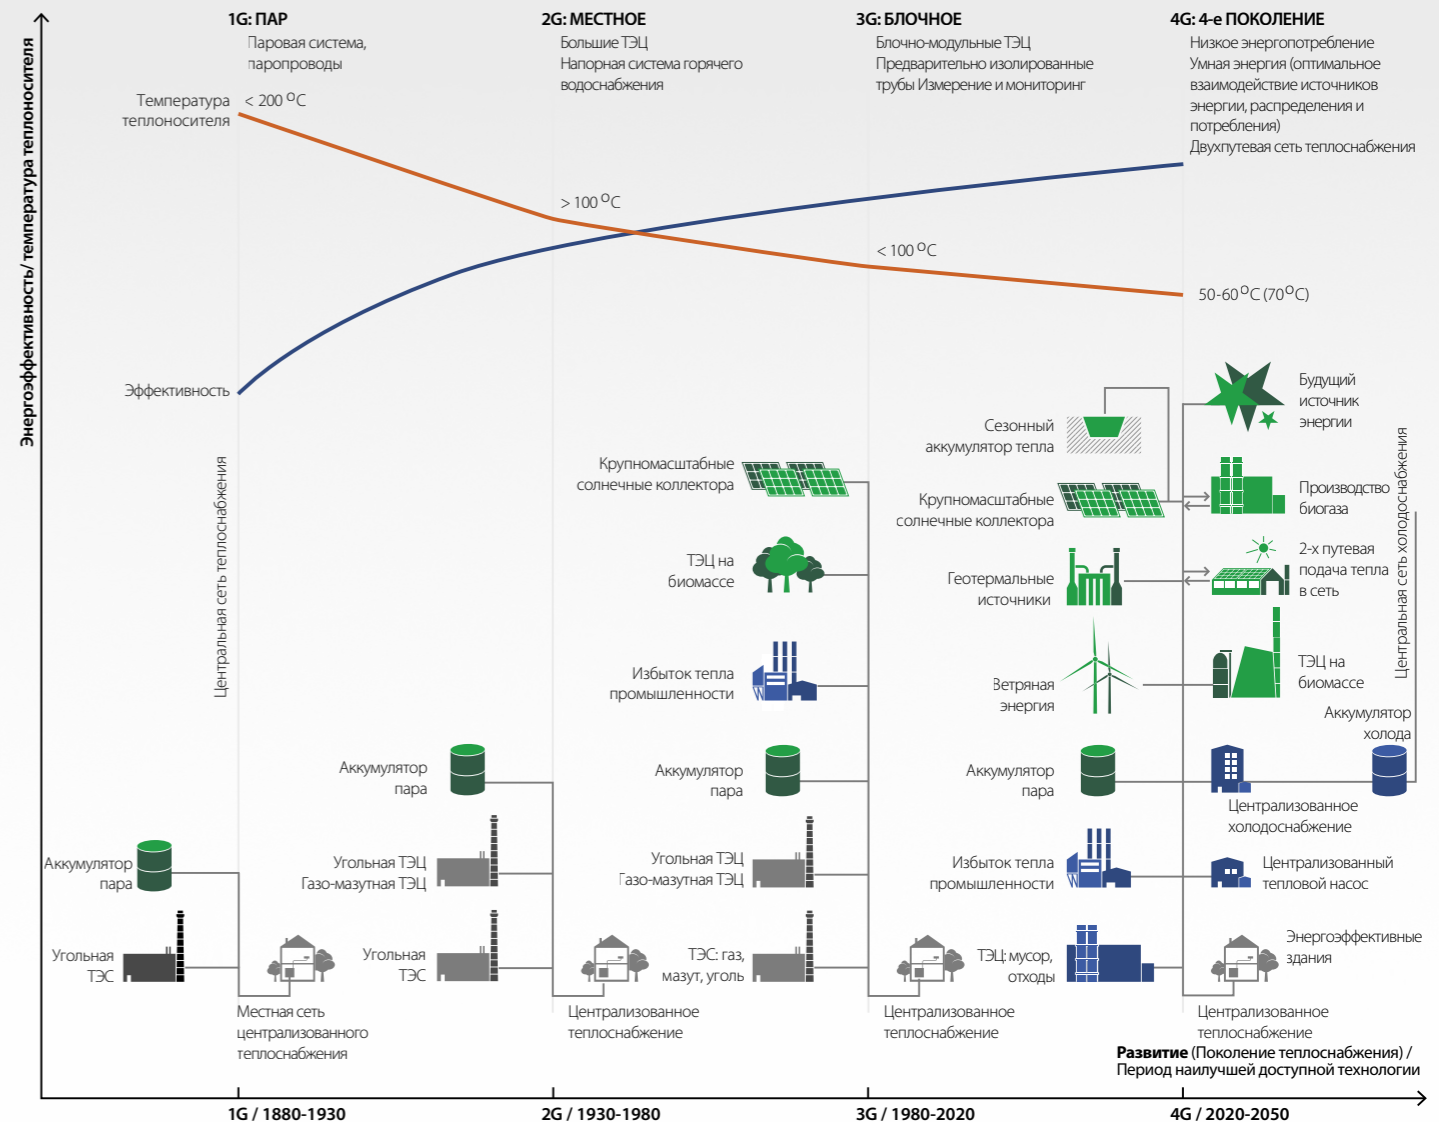 1G: ПАР
Паровая система,
паропроводы
2G: МЕСТНОЕ
Большие ТЭЦ
Напорная система горячего
водоснабжения
3G: БЛОЧНОЕ
Блочно-модульные ТЭЦ
Предварительно изолированные
трубы Измерение и мониторинг
4G: 4-е ПОКОЛЕНИЕ
Низкое энергопотребление
Умная энергия (оптимальное
взаимодействие источников
энергии, распределения и
потребления)
Двухпутевая сеть теплоснабжения
Энергоэффективность/ температура теплоносителя
Температура
теплоносителя
< 200 °C
> 100 °C
< 100 °C
50-60 °C (70°C)
Эффективность
Центральная сеть теплоснабжения
Аккумулятор
пара
Угольная
ТЭС
Местная сеть
централизованного
теплоснабжения
Аккумулятор
пара
Угольная ТЭЦ
Газо-мазутная ТЭЦ
Угольная
ТЭС
Централизованное
теплоснабжение
Крупномасштабные
солнечные коллектора
ТЭЦ на
биомассе
Избыток тепла
промышленности
Аккумулятор
пара
Угольная ТЭЦ
Газо-мазутная ТЭЦ
ТЭС: газ,
мазут, уголь
Централизованное
теплоснабжение
Сезонный
аккумулятор тепла
Крупномасштабные
солнечные коллектора
Геотермальные
источники
Ветряная
энергия
Аккумулятор
пара
Избыток тепла
промышленности
ТЭЦ: мусор,
отходы
Будущий
источник
энергии
Производство
биогаза
2-х путевая
подача тепла
в сеть
ТЭЦ на
биомассе
Центральная сеть холодоснабжения
Аккумулятор
холода
Централизованное
холодоснабжение
Централизованный
тепловой насос
Энергоэффективные
здания
Централизованное
теплоснабжение
Развитие (Поколение теплоснабжения) /
Период наилучшей доступной технологии
1G / 1880-1930
2G / 1930-1980
3G / 1980-2020
4G / 2020-2050